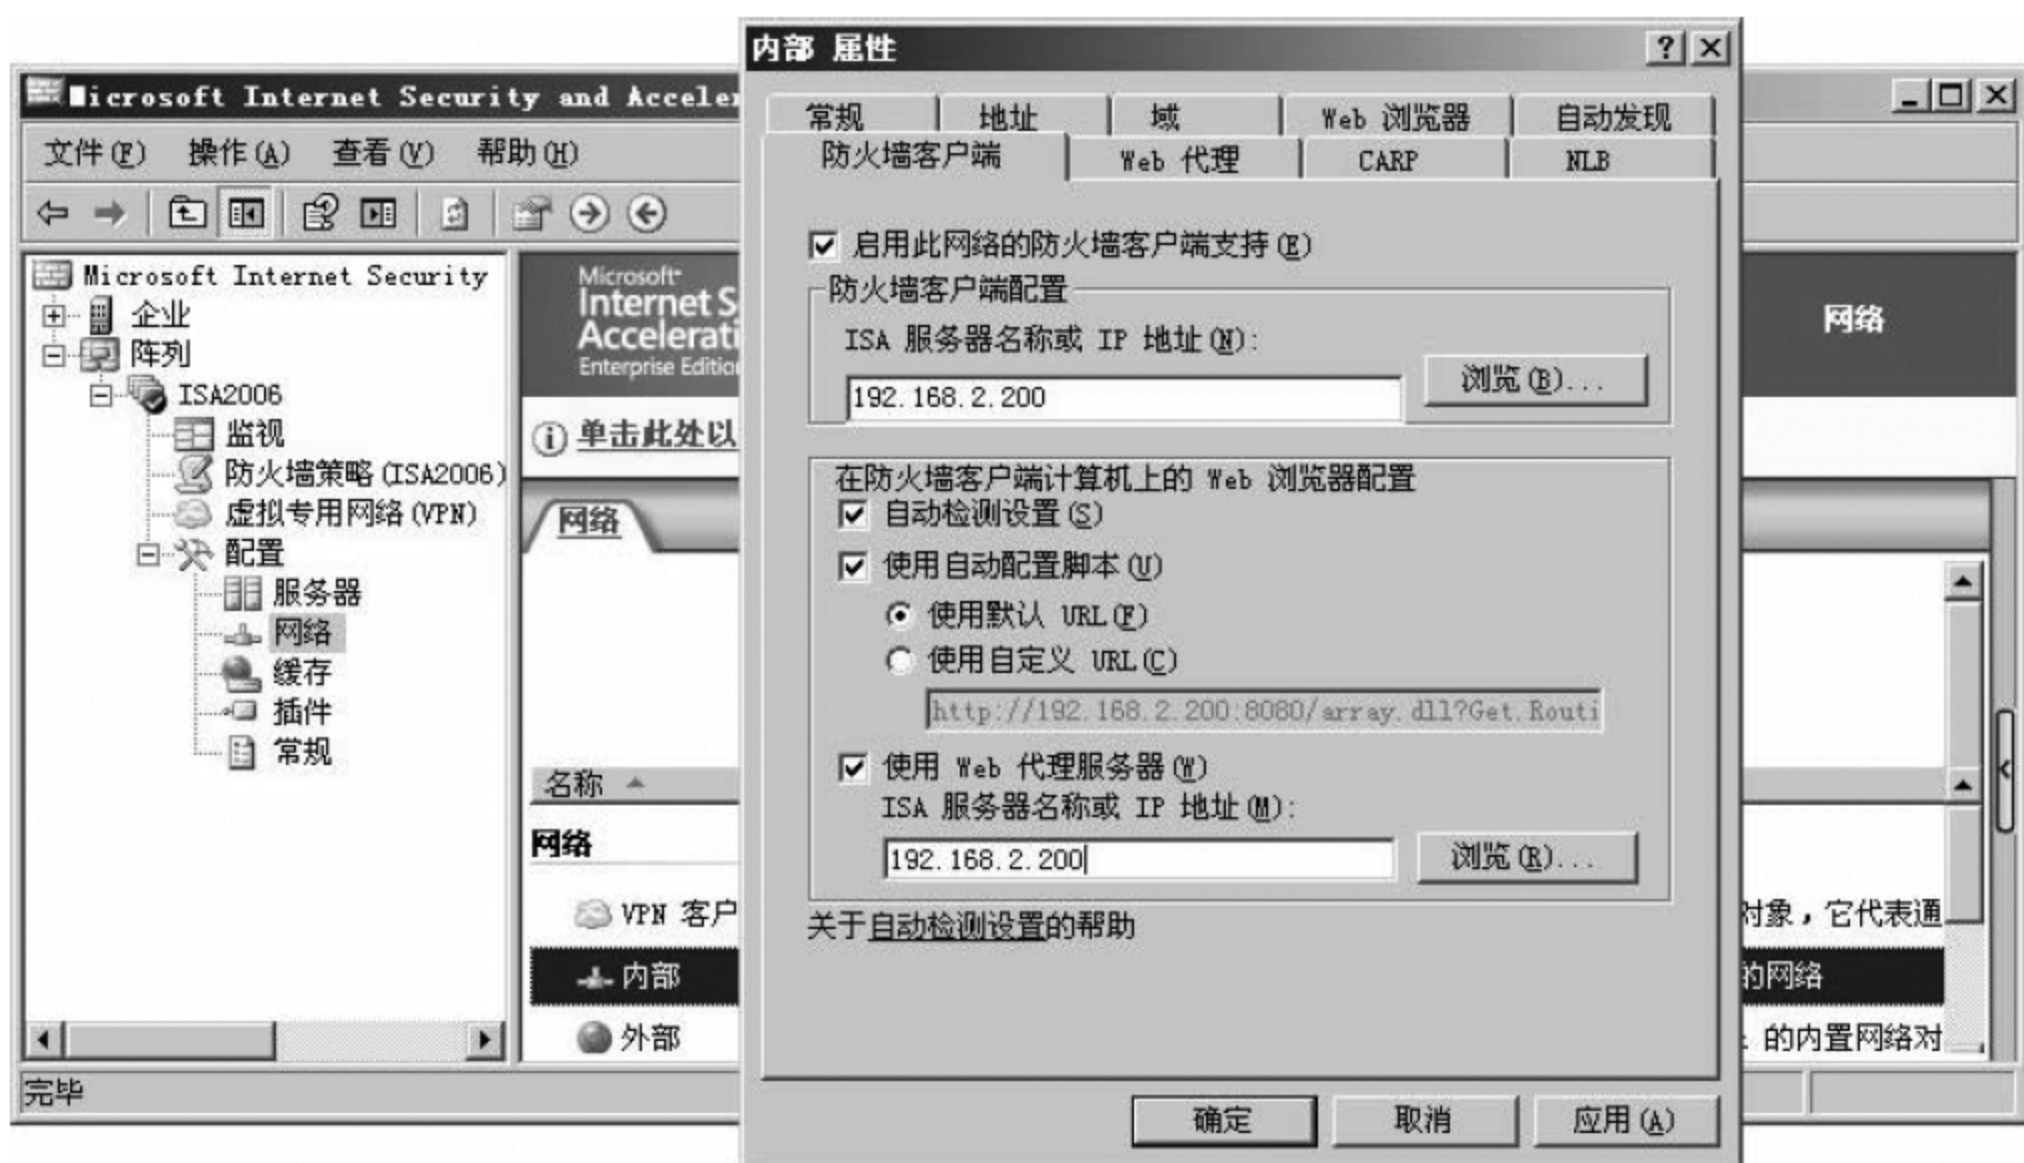 内部 属性
Microsoft Internet Security and Acceler
文件(F) 操作(A) 查看(V) 帮助(H)
Microsoft Internet Security
企业
阵列
ISA2006
监视
防火墙策略(ISA2006)
虚拟专用网络(VPN)
配置
服务器
网络
缓存
插件
常规
完毕
Microsoft
Internet S
Accelerati
Enterprise Editio
单击此处以
网络
名称
网络
VPN 客户
内部
外部
常规 地址 域 Web 浏览器 自动发现
防火墙客户端 Web 代理 CARP NLB
启用此网络的防火墙客户端支持(E)
防火墙客户端配置
ISA 服务器名称或 IP 地址(N):
192.168.2.200
浏览(B)...
在防火墙客户端计算机上的 Web 浏览器配置
自动检测设置(S)
使用自动配置脚本(U)
使用默认 URL(F)
使用自定义 URL(C)
http://192.168.2.200:8080/array.dll?Get.Routi
使用 Web 代理服务器(W)
ISA 服务器名称或 IP 地址(M):
192.168.2.200
浏览(R)...
关于自动检测设置的帮助
确定 取消 应用(A)
网络
对象，它代表通
的网络
的内置网络对